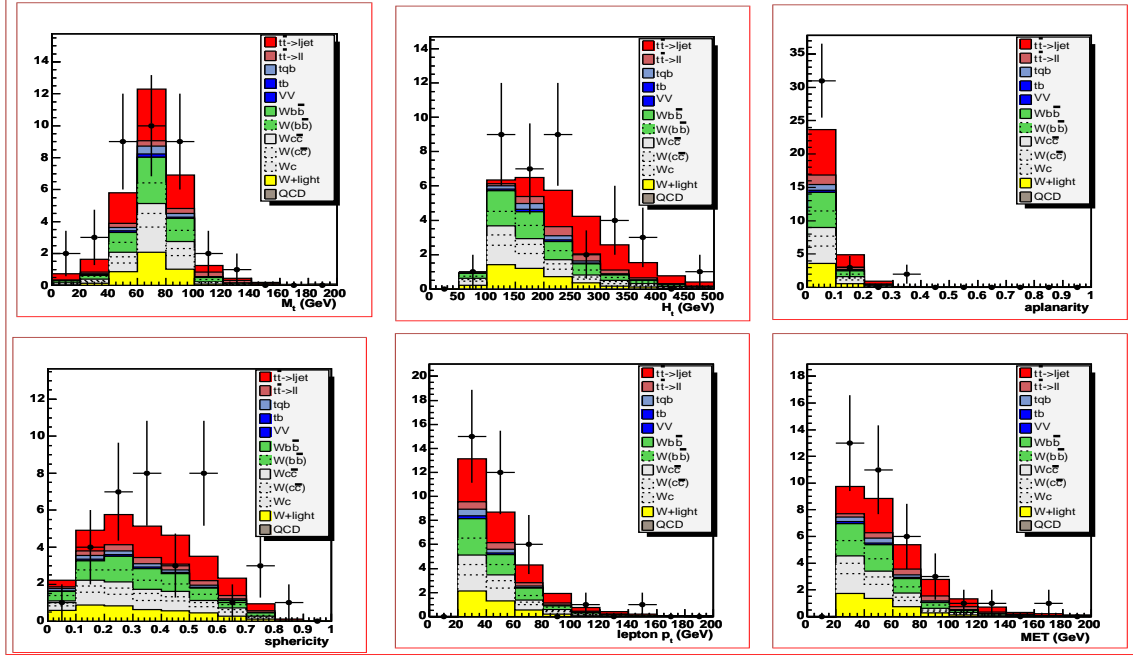 14
12
10
8
6
4
2
0
0 20 40 60 80 100 120 140 160 180 200
M_t (GeV)
tt̄->ljet
tt̄->ll
tqb
tb
VV
Wbb̄
W(bb̄)
Wcc̄
W(cc̄)
Wc
W+light
QCD
14
12
10
8
6
4
2
0
0 50 100 150 200 250 300 350 400 450 500
H_t (GeV)
tt̄->ljet
tt̄->ll
tqb
tb
VV
Wbb̄
W(bb̄)
Wcc̄
W(cc̄)
Wc
W+light
QCD
35
30
25
20
15
10
5
0
0 0.1 0.2 0.3 0.4 0.5 0.6 0.7 0.8 0.9 1
aplanarity
tt̄->ljet
tt̄->ll
tqb
tb
VV
Wbb̄
W(bb̄)
Wcc̄
W(cc̄)
Wc
W+light
QCD
12
10
8
6
4
2
0
0 0.1 0.2 0.3 0.4 0.5 0.6 0.7 0.8 0.9 1
sphericity
tt̄->ljet
tt̄->ll
tqb
tb
VV
Wbb̄
W(bb̄)
Wcc̄
W(cc̄)
Wc
W+light
QCD
20
18
16
14
12
10
8
6
4
2
0
0 20 40 60 80 100 120 140 160 180 200
lepton p_t (GeV)
tt̄->ljet
tt̄->ll
tqb
tb
VV
Wbb̄
W(bb̄)
Wcc̄
W(cc̄)
Wc
W+light
QCD
18
16
14
12
10
8
6
4
2
0
0 20 40 60 80 100 120 140 160 180 200
MET (GeV)
tt̄->ljet
tt̄->ll
tqb
tb
VV
Wbb̄
W(bb̄)
Wcc̄
W(cc̄)
Wc
W+light
QCD